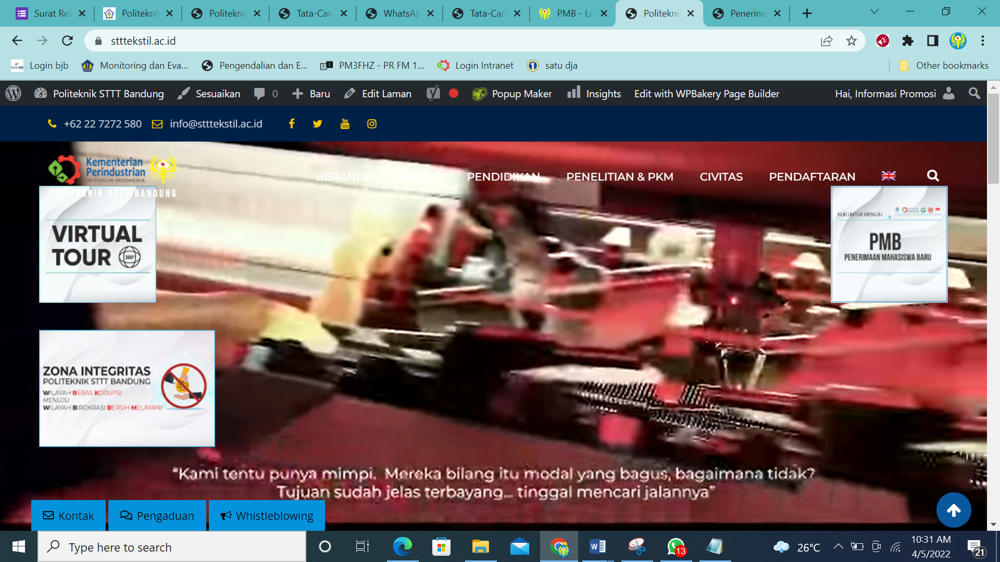 Surat Rek
Politekni
Politekni
Tata-Cara
WhatsAp
Tata-Cara
PMB - Lo
Politekni
Penerima
stttekstil.ac.id
Login bjb
Monitoring dan Eva...
Pengendalian dan E...
PM3FHZ - PR FM 1...
Login Intranet
satu dja
Other bookmarks
Politeknik STTT Bandung
Sesuaikan
0
Baru
Edit Laman
Popup Maker
Insights
Edit with WPBakery Page Builder
Hai, Informasi Promosi
+62 22 7272 580
info@stttekstil.ac.id
Kementerian
Perindustrian
REPUBLIK INDONESIA
POLITEKNIK STTT BANDUNG
BERANDA
PENDIDIKAN
PENELITIAN & PKM
CIVITAS
PENDAFTARAN
VIRTUAL
TOUR
360°
KLIK UNTUK MENUJU
PMB
PENERIMAAN MAHASISWA BARU
ZONA INTEGRITAS
POLITEKNIK STTT BANDUNG
WILAYAH BEBAS KORUPSI
MENUJU
WILAYAH BIROKRASI BERSIH MELAYANI
“Kami tentu punya mimpi. Mereka bilang itu modal yang bagus, bagaimana tidak?
Tujuan sudah jelas terbayang... tinggal mencari jalannya”
Kontak
Pengaduan
Whistleblowing
Type here to search
13
26°C
10:31 AM
4/5/2022
21